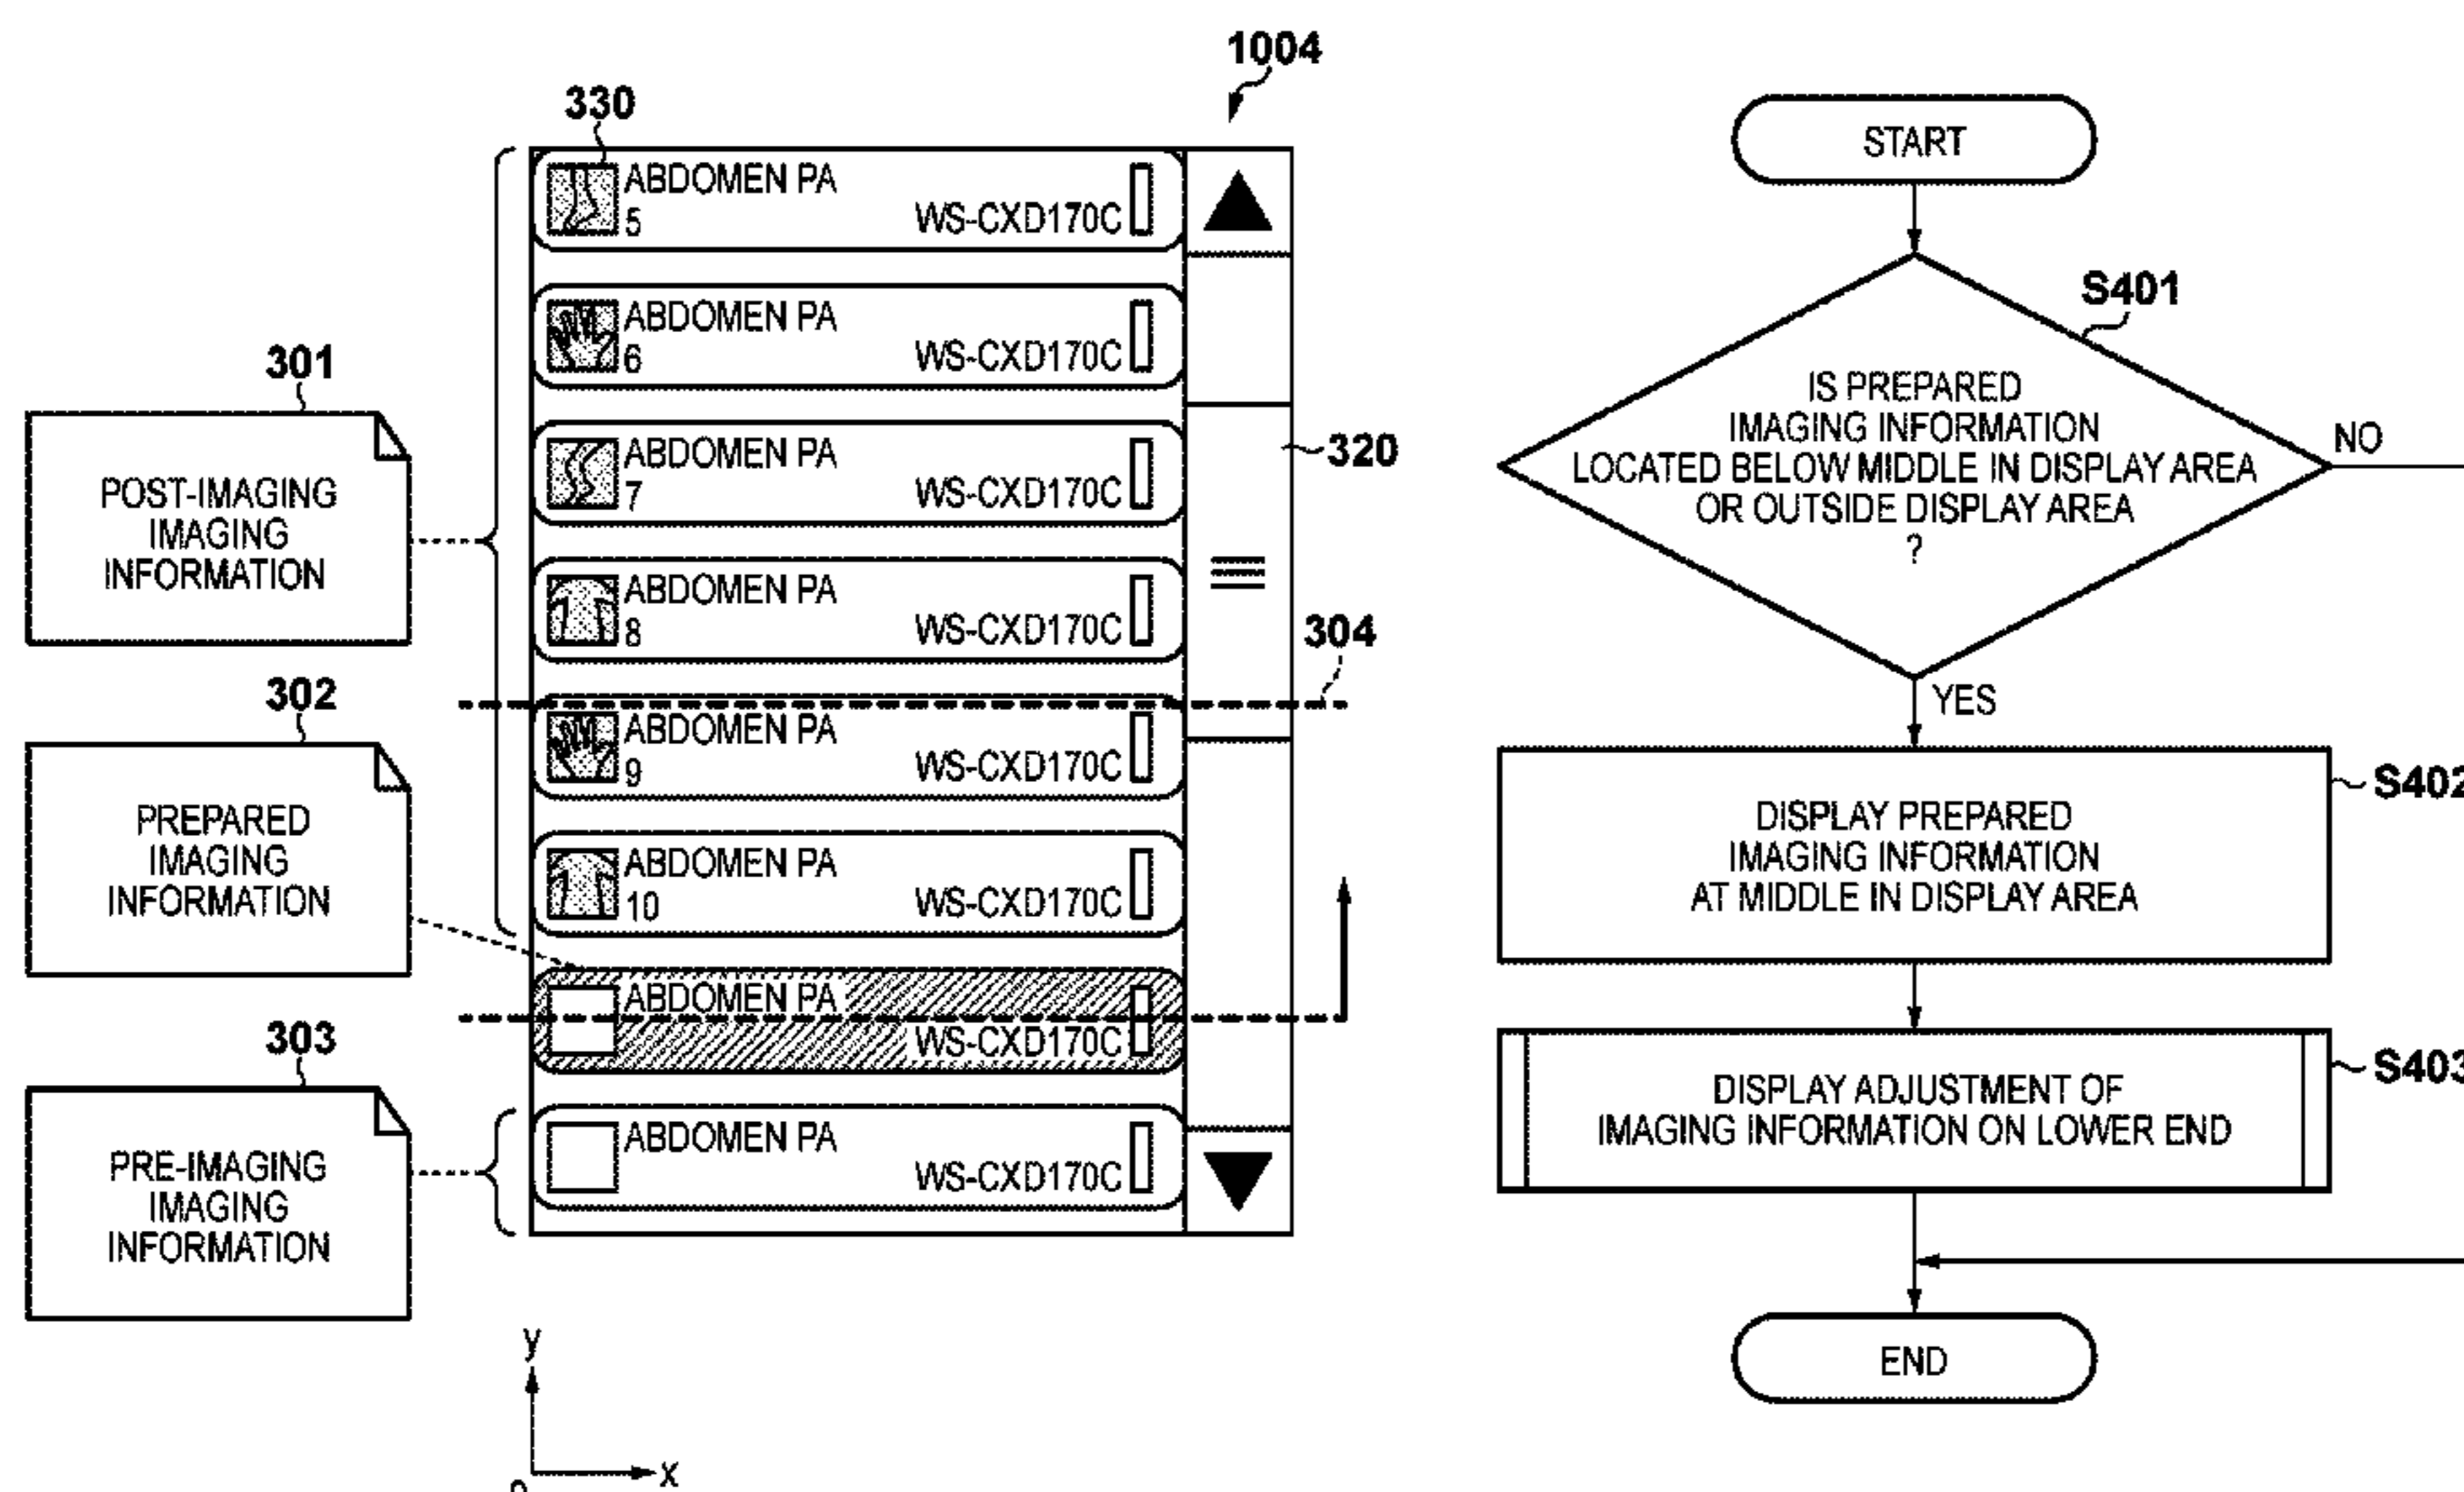 1004
330
ABDOMEN PA
5 WS-CXD170C
ABDOMEN PA
6 WS-CXD170C
301
POST-IMAGING
IMAGING
INFORMATION
ABDOMEN PA
7 WS-CXD170C
320
ABDOMEN PA
8 WS-CXD170C
304
302
PREPARED
IMAGING
INFORMATION
ABDOMEN PA
9 WS-CXD170C
ABDOMEN PA
10 WS-CXD170C
ABDOMEN PA
WS-CXD170C
303
PRE-IMAGING
IMAGING
INFORMATION
ABDOMEN PA
WS-CXD170C
y
x
START
S401
IS PREPARED
IMAGING INFORMATION
LOCATED BELOW MIDDLE IN DISPLAY AREA
OR OUTSIDE DISPLAY AREA
?
NO
YES
S402
DISPLAY PREPARED
IMAGING INFORMATION
AT MIDDLE IN DISPLAY AREA
S403
DISPLAY ADJUSTMENT OF
IMAGING INFORMATION ON LOWER END
END